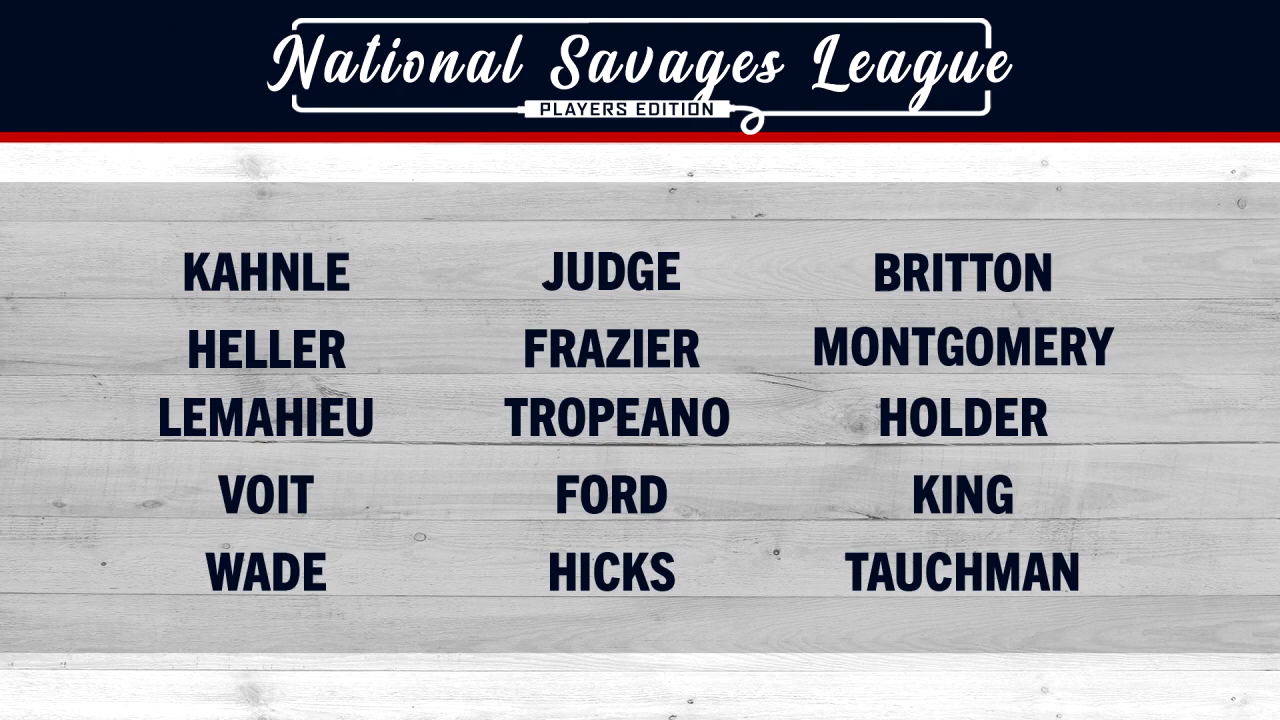 National Savages League
PLAYERS EDITION
KAHNLE JUDGE BRITTON
HELLER FRAZIER MONTGOMERY
LEMAHIEU TROPEANO HOLDER
VOIT FORD KING
WADE HICKS TAUCHMAN